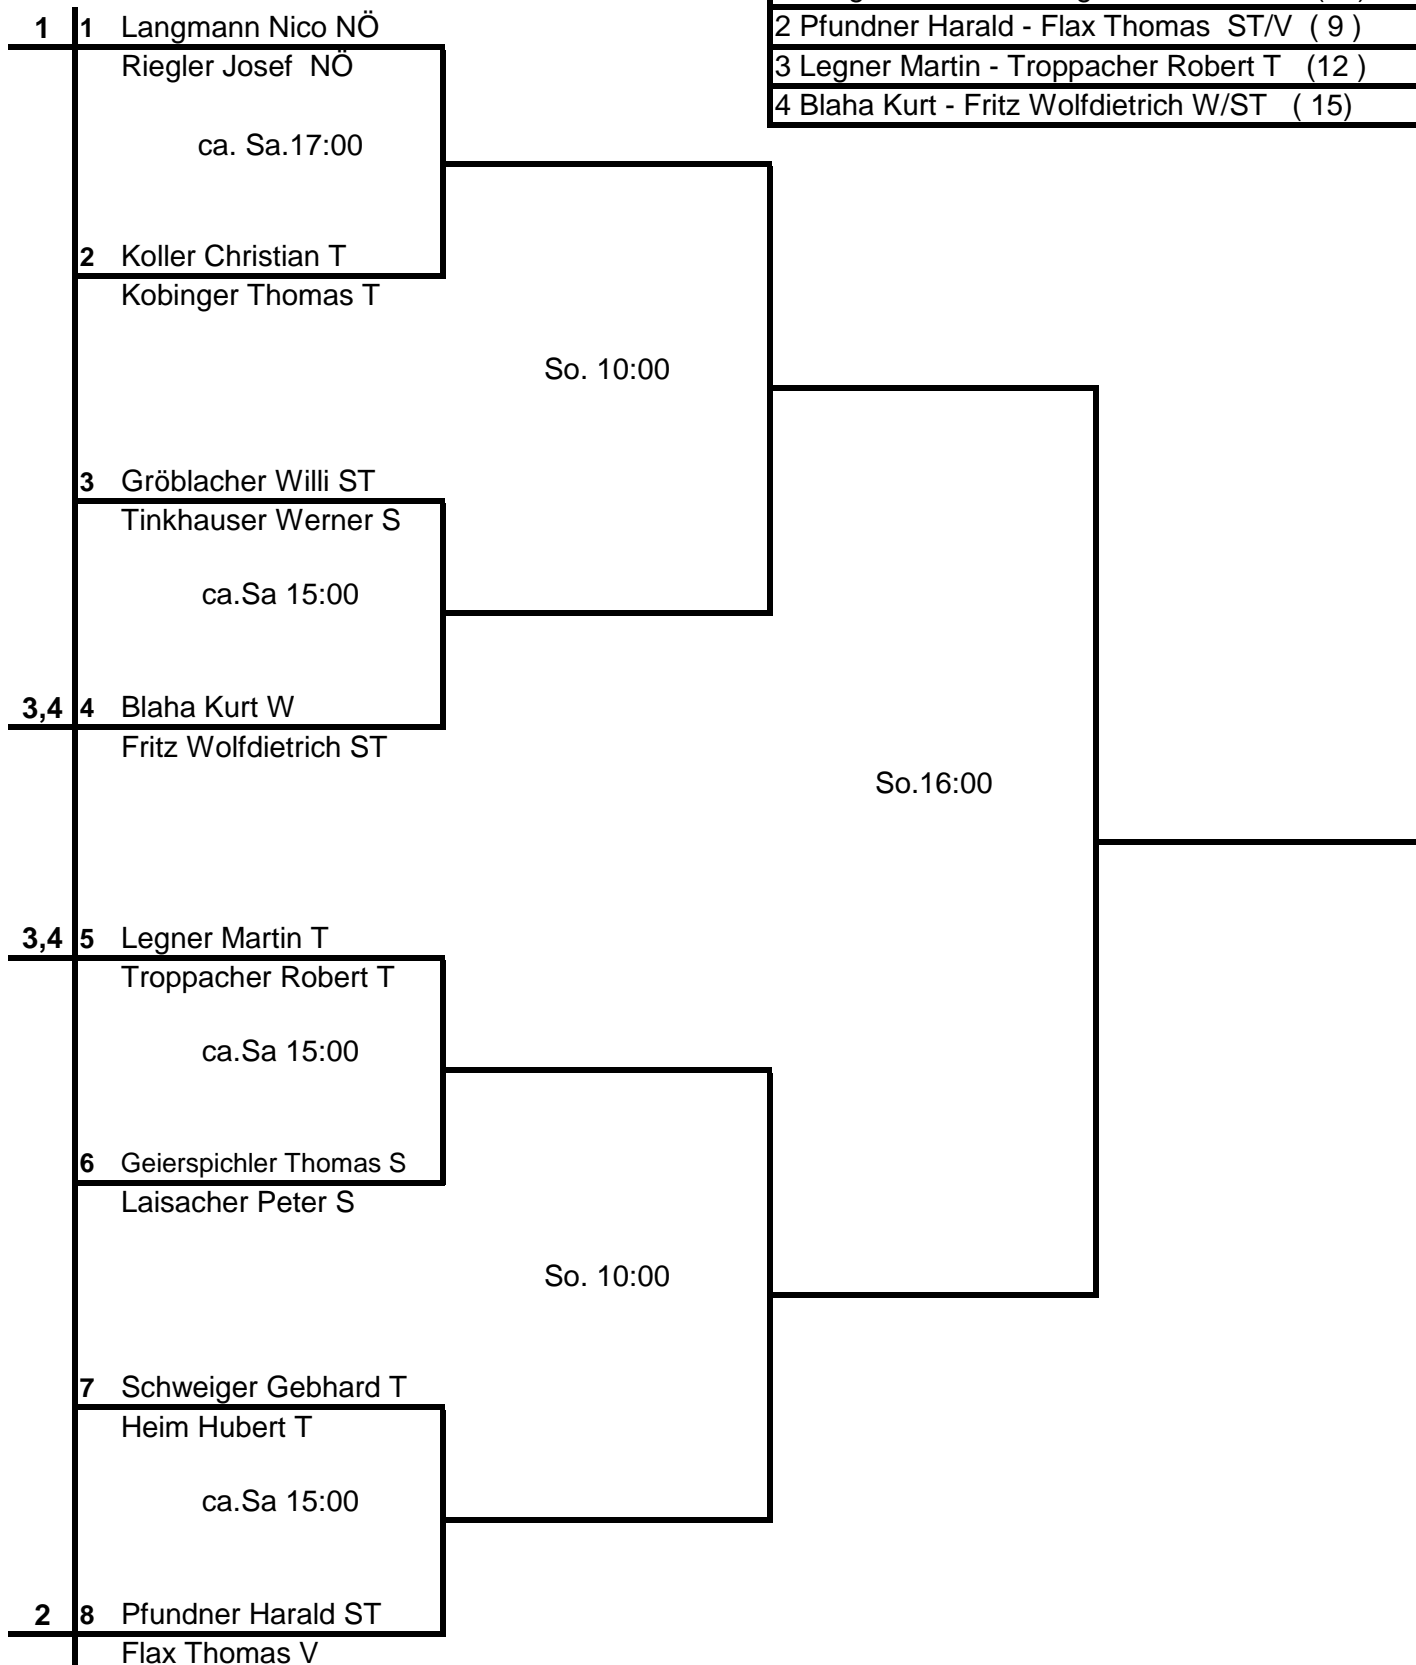 2 Pfundner Harald - Flax Thomas  ST/V  ( 9 )
3 Legner Martin - Troppacher Robert T   (12 )
4 Blaha Kurt - Fritz Wolfdietrich W/ST   ( 15)
1 1 Langmann Nico NÖ
Riegler Josef  NÖ
ca. Sa.17:00
2 Koller Christian T
Kobinger Thomas T
So. 10:00
3 Gröblacher Willi ST
Tinkhauser Werner S
ca.Sa 15:00
3,4 4 Blaha Kurt W
Fritz Wolfdietrich ST
So.16:00
3,4 5 Legner Martin T
Troppacher Robert T
ca.Sa 15:00
6 Geierspichler Thomas S
Laisacher Peter S
So. 10:00
7 Schweiger Gebhard T
Heim Hubert T
ca.Sa 15:00
2 8 Pfundner Harald ST
Flax Thomas V